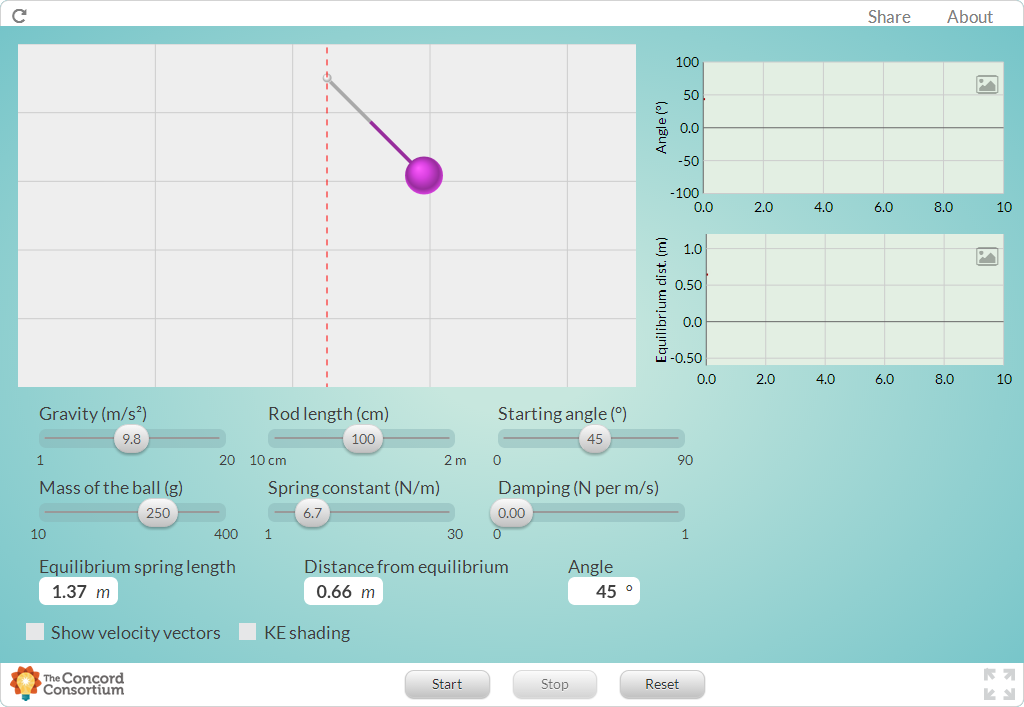 Share About
100
50
0.0
-50
-100
Angle (°)
0.0 2.0 4.0 6.0 8.0 10
1.0
0.50
0.0
-0.50
Equilibrium dist. (m)
0.0 2.0 4.0 6.0 8.0 10
Gravity (m/s²) Rod length (cm) Starting angle (°)
9.8 100 45
1 20 10 cm 2 m 0 90
Mass of the ball (g) Spring constant (N/m) Damping (N per m/s)
250 6.7 0.00
10 400 1 30 0 1
Equilibrium spring length Distance from equilibrium Angle
1.37 m 0.66 m 45 °
Show velocity vectors KE shading
The Concord
Consortium
Start Stop Reset